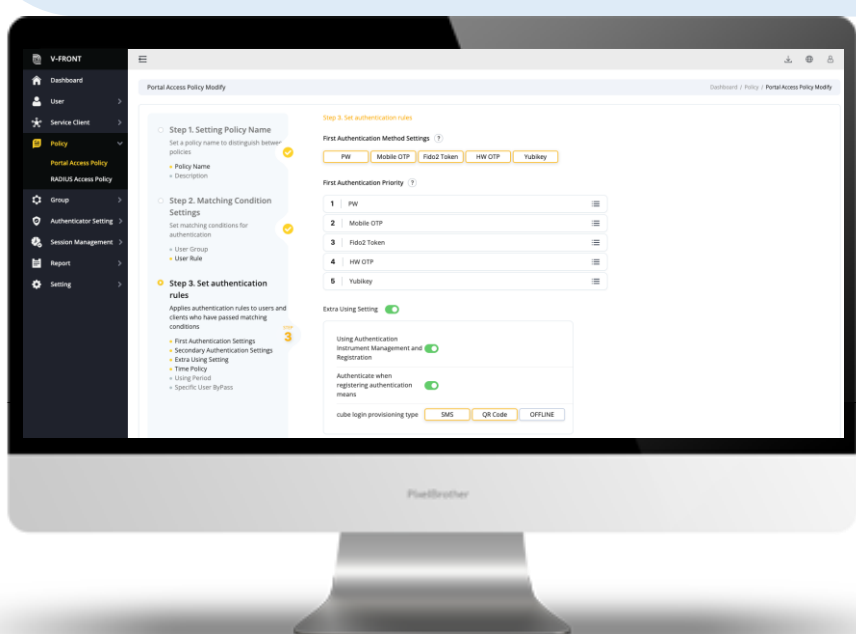 V-FRONT
Dashboard
User
Service Client
Policy
Portal Access Policy
RADIUS Access Policy
Group
Authenticator Setting
Session Management
Report
Setting
Portal Access Policy Modify
Dashboard / Policy / Portal Access Policy Modify
Step 1. Setting Policy Name
Set a policy name to distinguish between
policies
Policy Name
Description
Step 2. Matching Condition
Settings
Set matching conditions for
authentication
User Group
User Rule
Step 3. Set authentication
rules
Applies authentication rules to users and
clients who have passed matching
conditions
STEP
3
First Authentication Settings
Secondary Authentication Settings
Extra Using Setting
Time Policy
Using Period
Specific User ByPass
Step 3. Set authentication rules
First Authentication Method Settings ?
PW Mobile OTP Fido2 Token HW OTP Yubikey
First Authentication Priority ?
1 PW
2 Mobile OTP
3 Fido2 Token
4 HW OTP
5 Yubikey
Extra Using Setting
Using Authentication
Instrument Management and
Registration
Authenticate when
registering authentication
means
cube login provisioning type SMS QR Code OFFLINE
PixelBrother